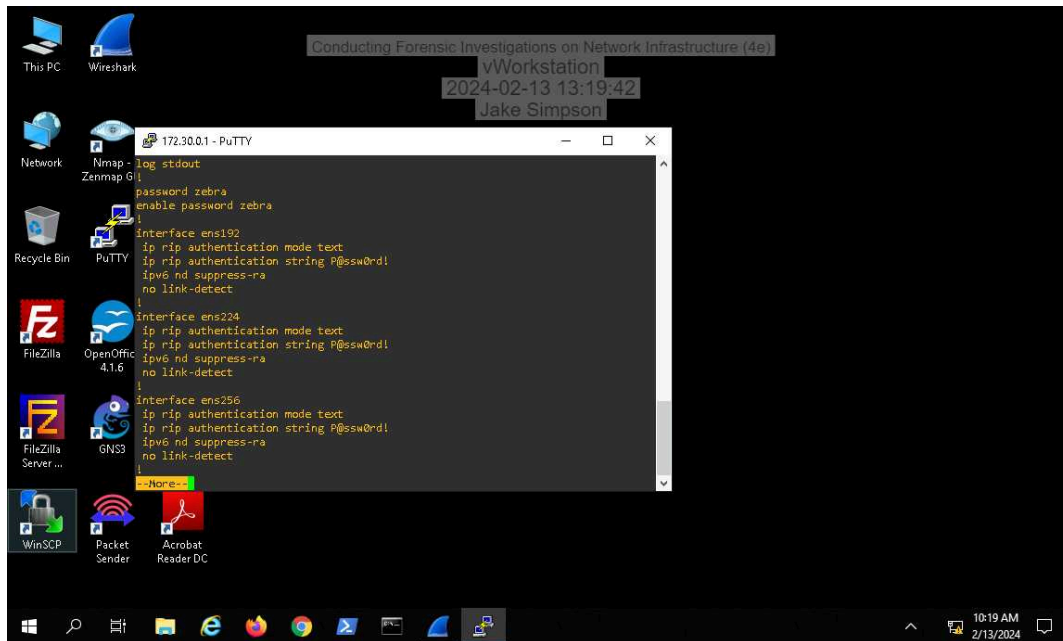 Conducting Forensic Investigations on Network Infrastructure (4e)
vWorkstation
2024-02-13 13:19:42
Jake Simpson
This PC
Wireshark
Network
Nmap -
Zenmap G
Recycle Bin
PuTTY
FileZilla
OpenOffic
4.1.6
FileZilla
Server ...
GNS3
WinSCP
Packet
Sender
Acrobat
Reader DC
172.30.0.1 - PuTTY
log stdout
!
password zebra
enable password zebra
!
interface ens192
ip rip authentication mode text
ip rip authentication string P@ssw0rd!
ipv6 nd suppress-ra
no link-detect
!
interface ens224
ip rip authentication mode text
ip rip authentication string P@ssw0rd!
ipv6 nd suppress-ra
no link-detect
!
interface ens256
ip rip authentication mode text
ip rip authentication string P@ssw0rd!
ipv6 nd suppress-ra
no link-detect
!
--More--
10:19 AM
2/13/2024